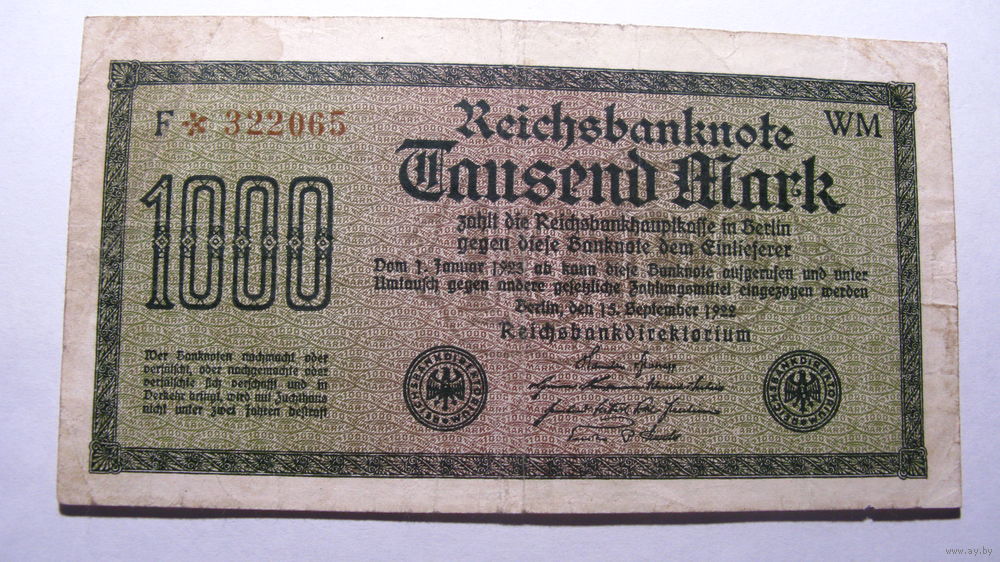 F * 322065
WM
Reichsbanknote
Tausend Mark
1000
zahlt die Reichsbankhauptkasse in Berlin
gegen diese Banknote dem Einlieferer
Vom 1. Januar 1923 ab kann diese Banknote aufgerufen und unter
Umtausch gegen andere gesetzliche Zahlungsmittel eingezogen werden
Berlin, den 15. September 1922
Reichsbankdirektorium
Wer Banknoten nachmacht oder
verfälscht, oder nachgemachte oder
verfälschte sich verschafft und in
Verkehr bringt, wird mit Zuchthaus
nicht unter zwei Jahren bestraft
REICHSBANKDIREKTORIUM
REICHSBANKDIREKTORIUM
www.ay.by